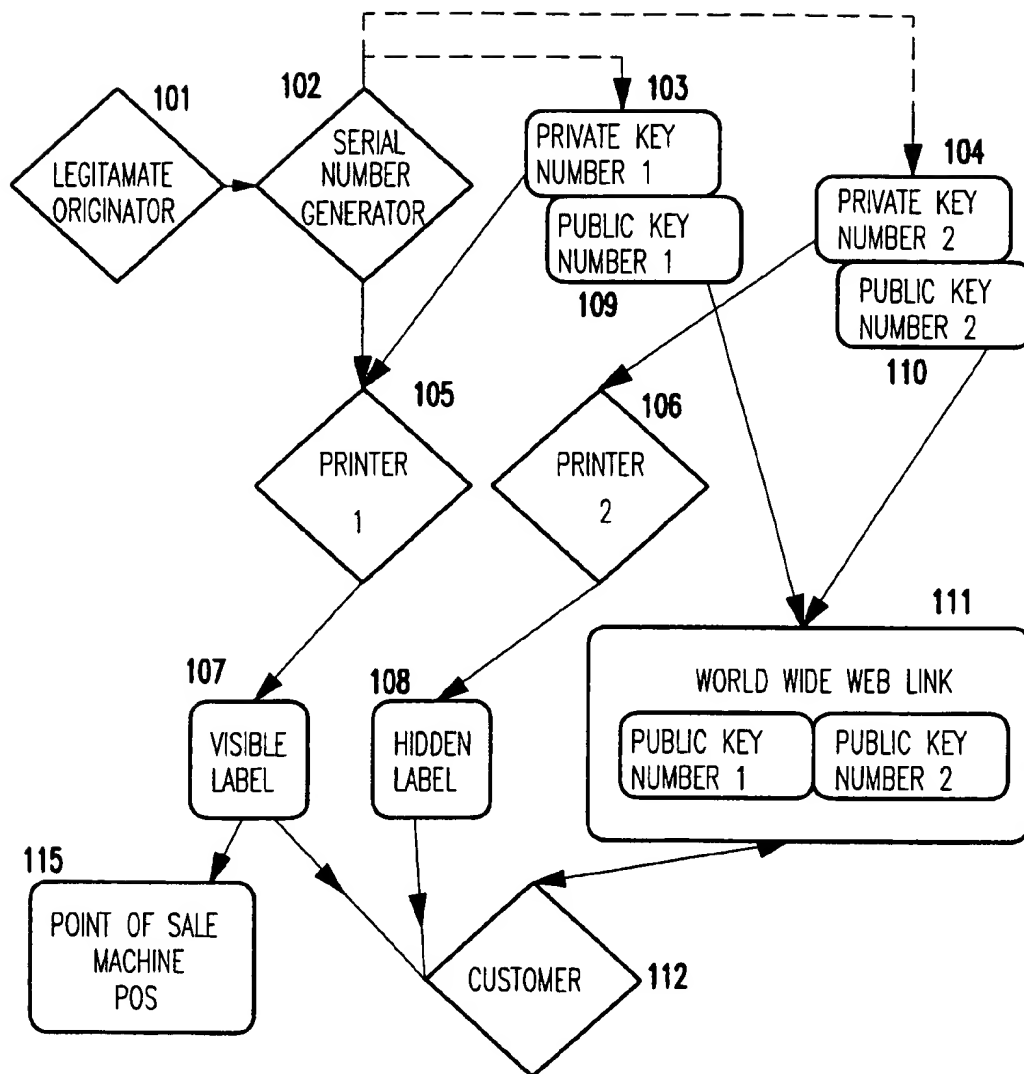 101
102
103
LEGITAMATE
ORIGINATOR
SERIAL
NUMBER
GENERATOR
PRIVATE KEY
NUMBER 1
104
PRIVATE KEY
NUMBER 2
PUBLIC KEY
NUMBER 1
109
PUBLIC KEY
NUMBER 2
110
105
PRINTER
1
106
PRINTER
2
111
WORLD WIDE WEB LINK
PUBLIC KEY
NUMBER 1
PUBLIC KEY
NUMBER 2
107
VISIBLE
LABEL
108
HIDDEN
LABEL
115
POINT OF SALE
MACHINE
POS
CUSTOMER
112